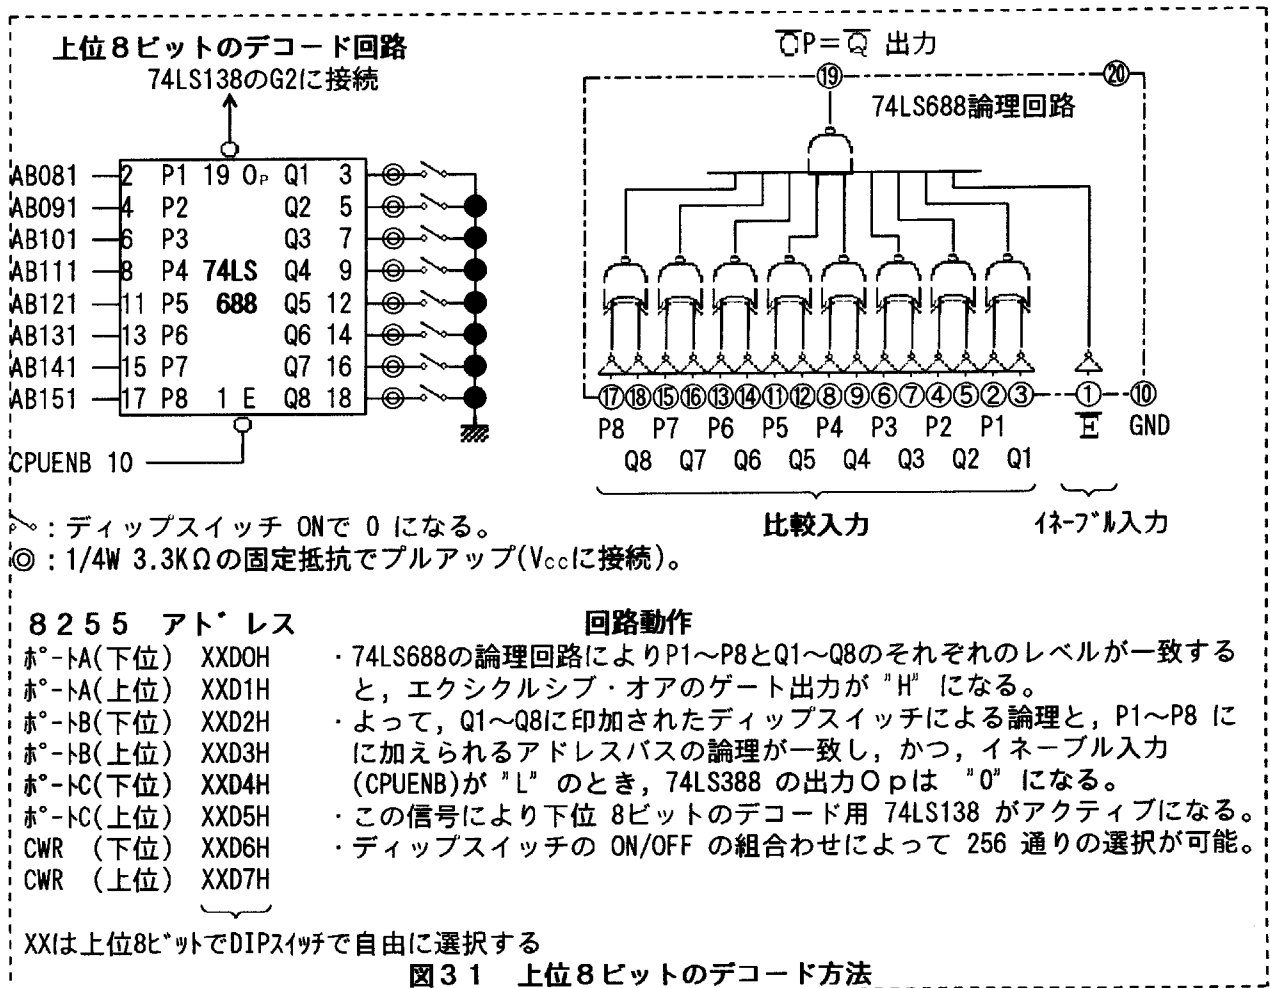 上位8ビットのデコード回路
74LS138のG2に接続
AB081 2 P1 19 OP Q1 3
AB091 4 P2 Q2 5
AB101 6 P3 Q3 7
AB111 8 P4 74LS Q4 9
AB121 11 P5 688 Q5 12
AB131 13 P6 Q6 14
AB141 15 P7 Q7 16
AB151 17 P8 1 E Q8 18
CPUENB 10
O̅P=Q̅ 出力
⑲ ⑳
74LS688論理回路
⑰⑱⑮⑯⑬⑭⑪⑫⑧⑨⑥⑦④⑤②③ ① ⑩
P8 P7 P6 P5 P4 P3 P2 P1 E̅ GND
Q8 Q7 Q6 Q5 Q4 Q3 Q2 Q1
比較入力 イネーブル入力
:ディップスイッチ ONで 0 になる。
◎:1/4W 3.3KΩの固定抵抗でプルアップ(Vccに接続)。
8255 アドレス
ポートA(下位) XXD0H
ポートA(上位) XXD1H
ポートB(下位) XXD2H
ポートB(上位) XXD3H
ポートC(下位) XXD4H
ポートC(上位) XXD5H
CWR (下位) XXD6H
CWR (上位) XXD7H
XXは上位8ビットでDIPスイッチで自由に選択する
回路動作
・74LS688の論理回路によりP1〜P8とQ1〜Q8のそれぞれのレベルが一致する
と,エクシクルシブ・オアのゲート出力が "H" になる。
・よって,Q1〜Q8に印加されたディップスイッチによる論理と,P1〜P8 に
に加えられるアドレスバスの論理が一致し,かつ,イネーブル入力
(CPUENB)が "L" のとき,74LS388 の出力Opは "0" になる。
・この信号により下位 8ビットのデコード用 74LS138 がアクティブになる。
・ディップスイッチの ON/OFF の組合わせによって 256 通りの選択が可能。
図31 上位8ビットのデコード方法